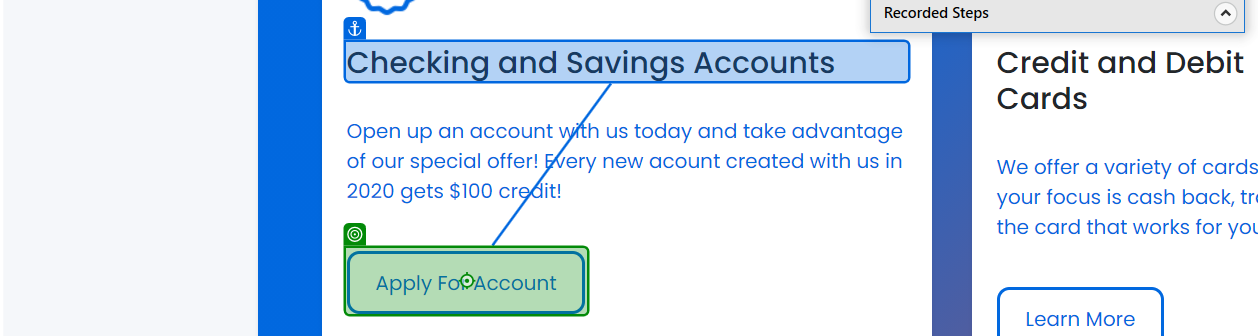 Recorded Steps
Checking and Savings Accounts
Open up an account with us today and take advantage
of our special offer! Every new acount created with us in
2020 gets $100 credit!
Apply For Account
Credit and Debit
Cards
We offer a variety of cards
your focus is cash back,
the card that works for
Learn More